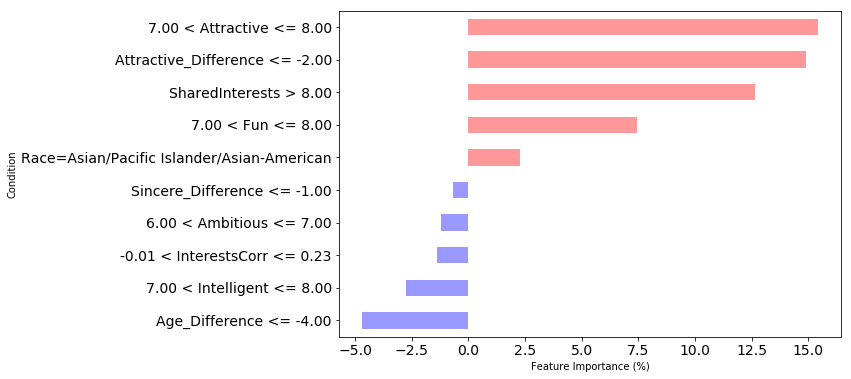 7.00 < Attractive <= 8.00
Attractive_Difference <= -2.00
SharedInterests > 8.00
7.00 < Fun <= 8.00
Race=Asian/Pacific Islander/Asian-American
Sincere_Difference <= -1.00
6.00 < Ambitious <= 7.00
-0.01 < InterestsCorr <= 0.23
7.00 < Intelligent <= 8.00
Age_Difference <= -4.00
Condition
−5.0 −2.5 0.0 2.5 5.0 7.5 10.0 12.5 15.0
Feature Importance (%)